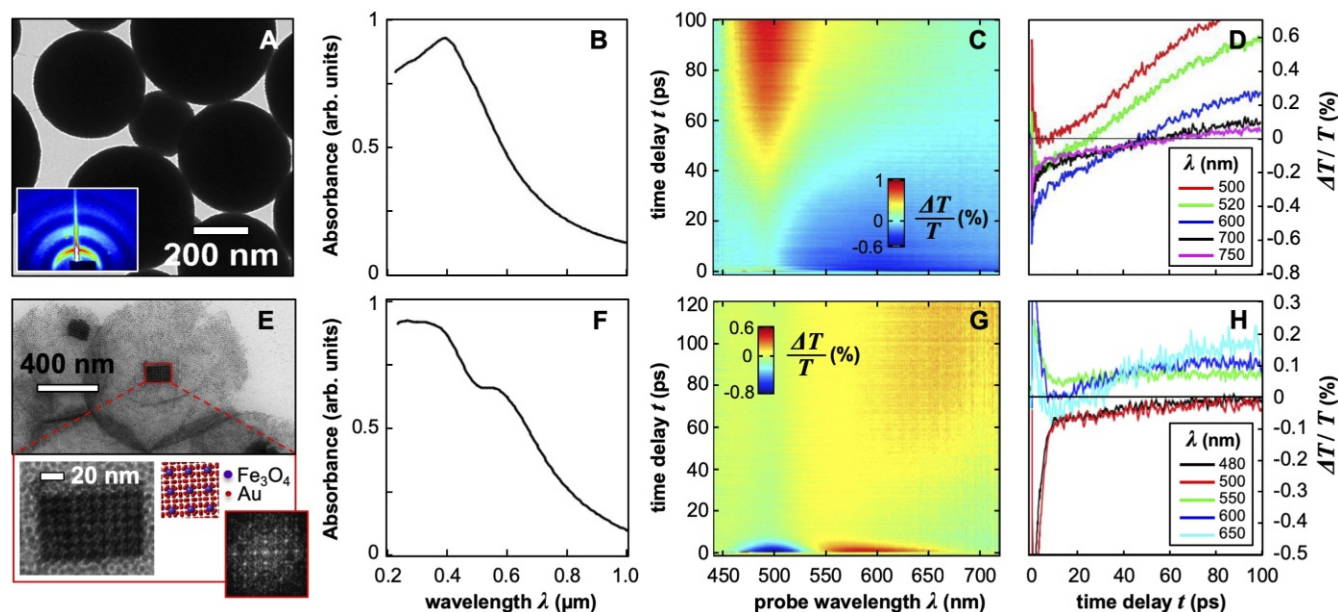 A
200 nm
B
Absorbance (arb. units)
1
0.5
0
C
time delay t (ps)
100
80
60
40
20
0
1
0
-0.6
ΔT/T (%)
D
0.6
0.4
0.2
0
-0.2
-0.4
-0.6
-0.8
ΔT / T (%)
λ (nm)
500
520
600
700
750
E
400 nm
20 nm
Fe3O4
Au
F
Absorbance (arb. units)
1
0.5
0
0.2 0.4 0.6 0.8 1.0
wavelength λ (μm)
G
time delay t (ps)
120
100
80
60
40
20
0
0.6
0
-0.8
ΔT/T (%)
450 500 550 600 650 700
probe wavelength λ (nm)
H
0.3
0.2
0.1
0
-0.1
-0.2
-0.3
-0.4
-0.5
ΔT / T (%)
λ (nm)
480
500
550
600
650
0 20 40 60 80 100
time delay t (ps)